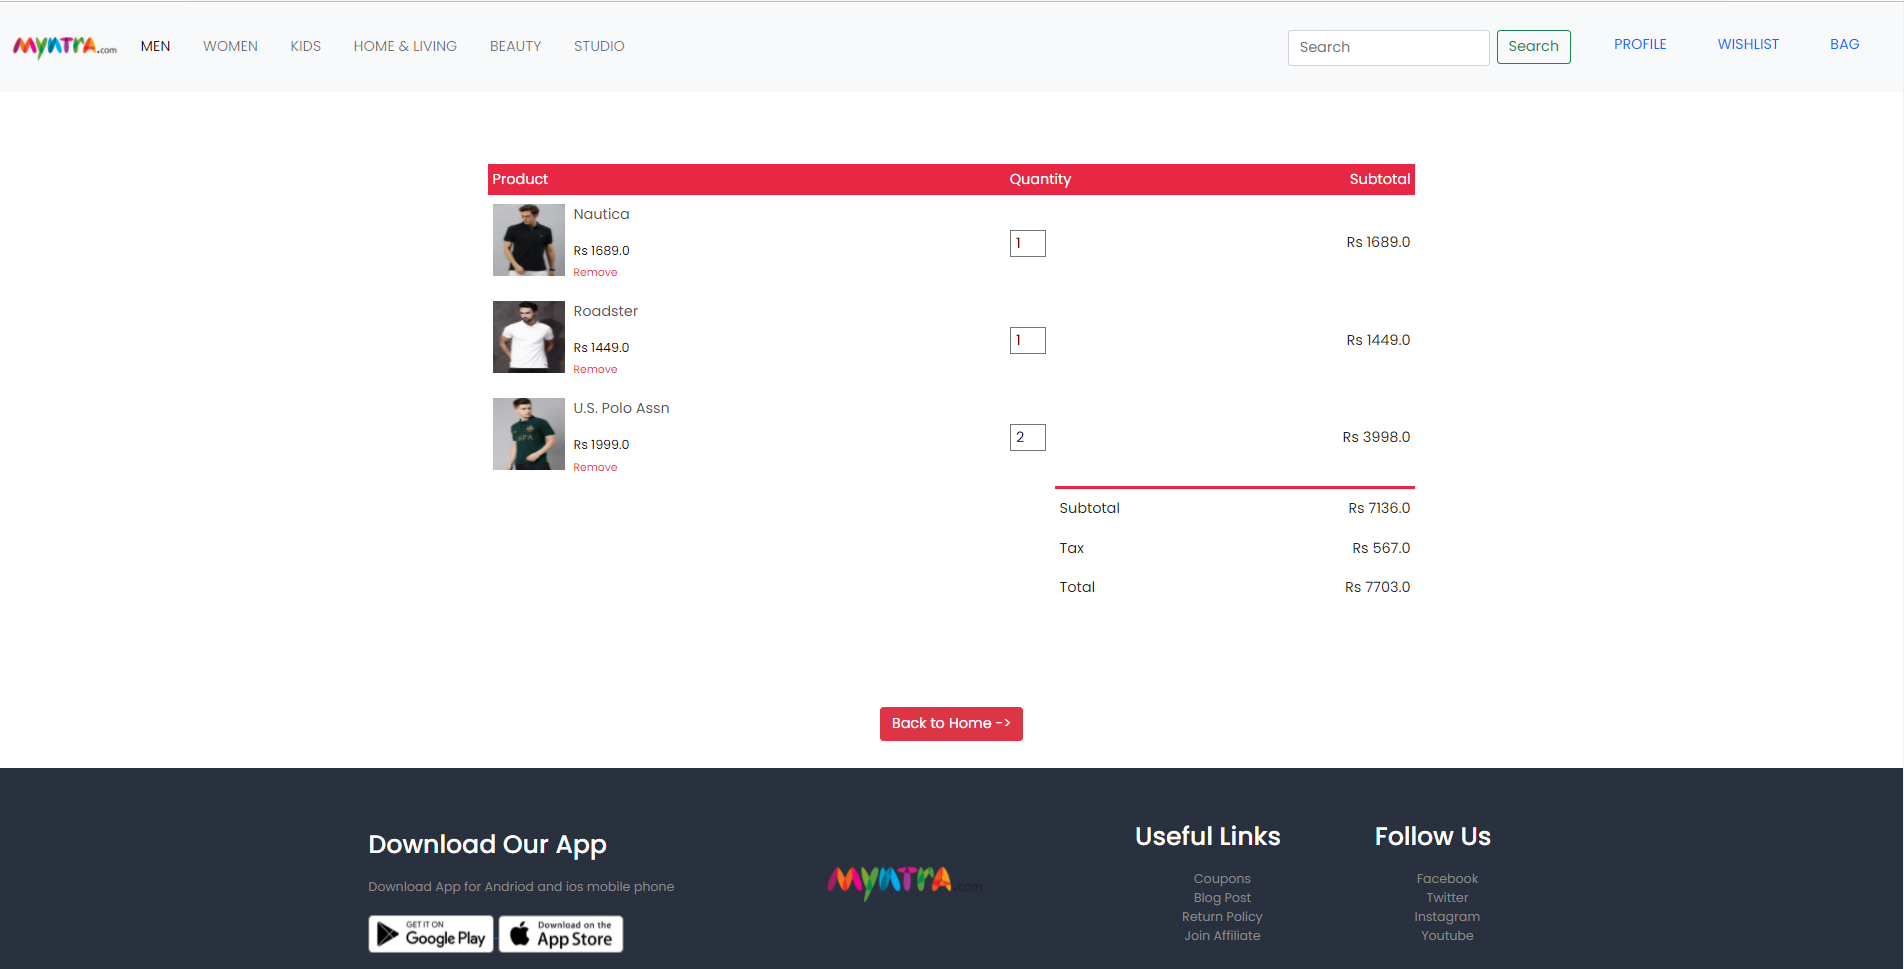 Myntra.com MEN WOMEN KIDS HOME & LIVING BEAUTY STUDIO Search Search PROFILE WISHLIST BAG
Product Quantity Subtotal
Nautica
Rs 1689.0
Remove
1
Rs 1689.0
Roadster
Rs 1449.0
Remove
1
Rs 1449.0
U.S. Polo Assn
Rs 1999.0
Remove
2
Rs 3998.0
Subtotal Rs 7136.0
Tax Rs 567.0
Total Rs 7703.0
Back to Home ->
Download Our App
Download App for Andriod and ios mobile phone
GET IT ON
Google Play
Download on the
App Store
Myntra.com
Useful Links
Coupons
Blog Post
Return Policy
Join Affiliate
Follow Us
Facebook
Twitter
Instagram
Youtube